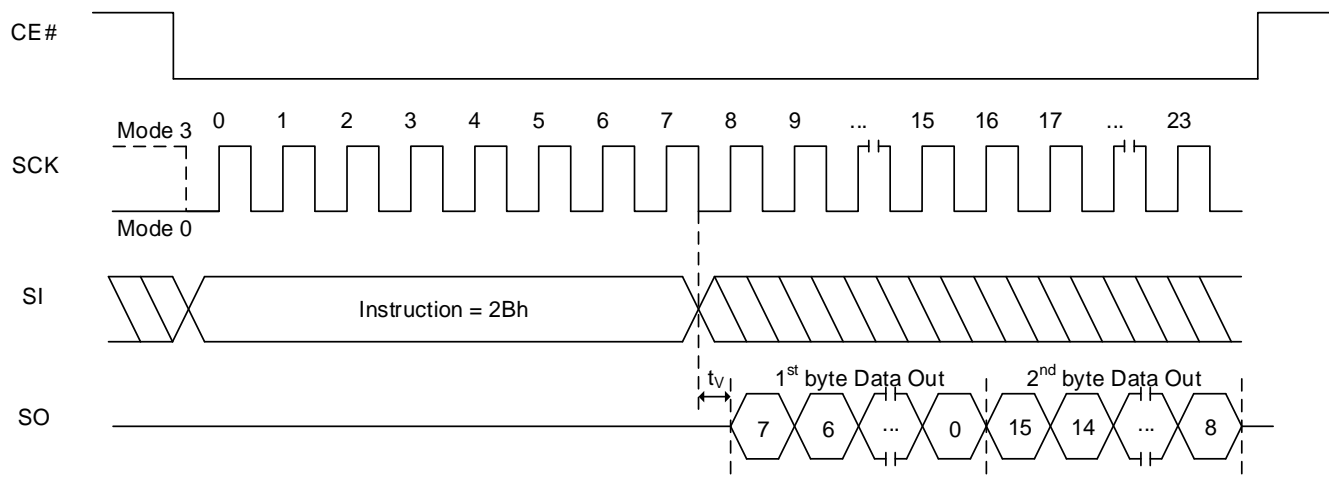 CE#
0 1 2 3 4 5 6 7 8 9 ... 15 16 17 ... 23
Mode 3
SCK
Mode 0
SI
Instruction = 2Bh
tV
1st byte Data Out
2nd byte Data Out
SO
7 6 ... 0 15 14 ... 8